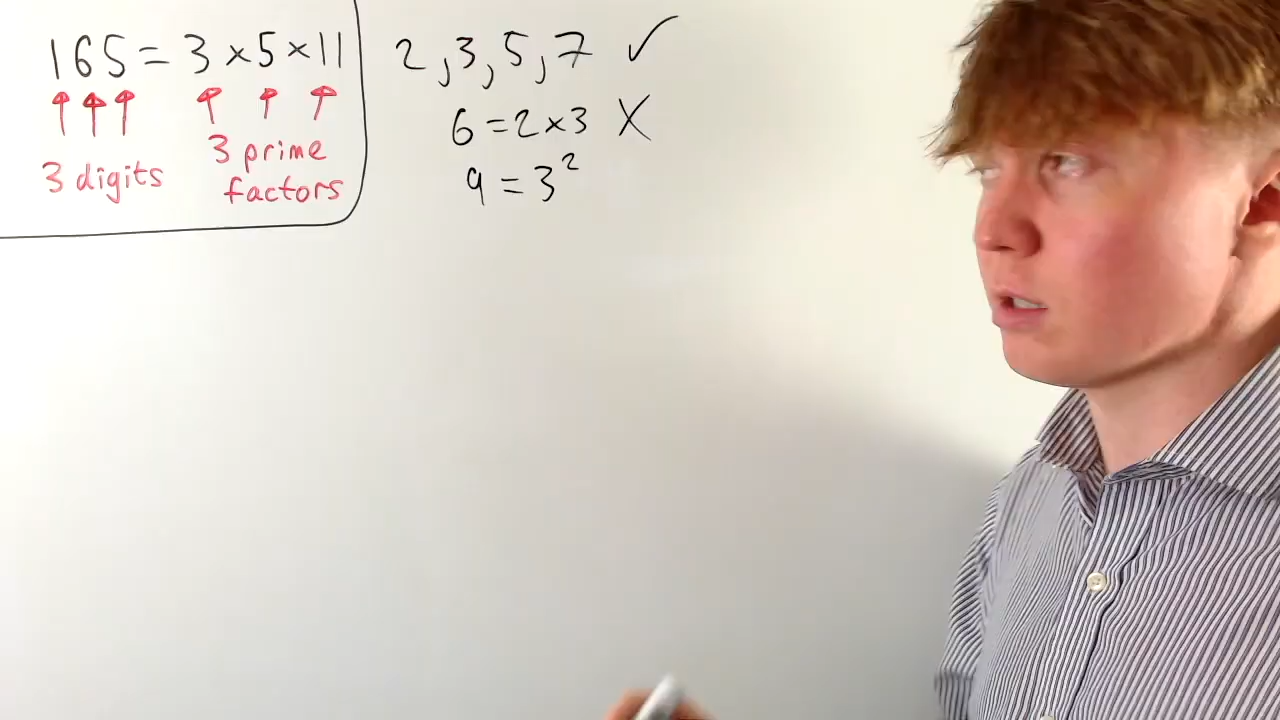 165 = 3 × 5 × 11
3 digits
3 prime
factors
2, 3, 5, 7 ✓
6 = 2 × 3 X
9 = 3²